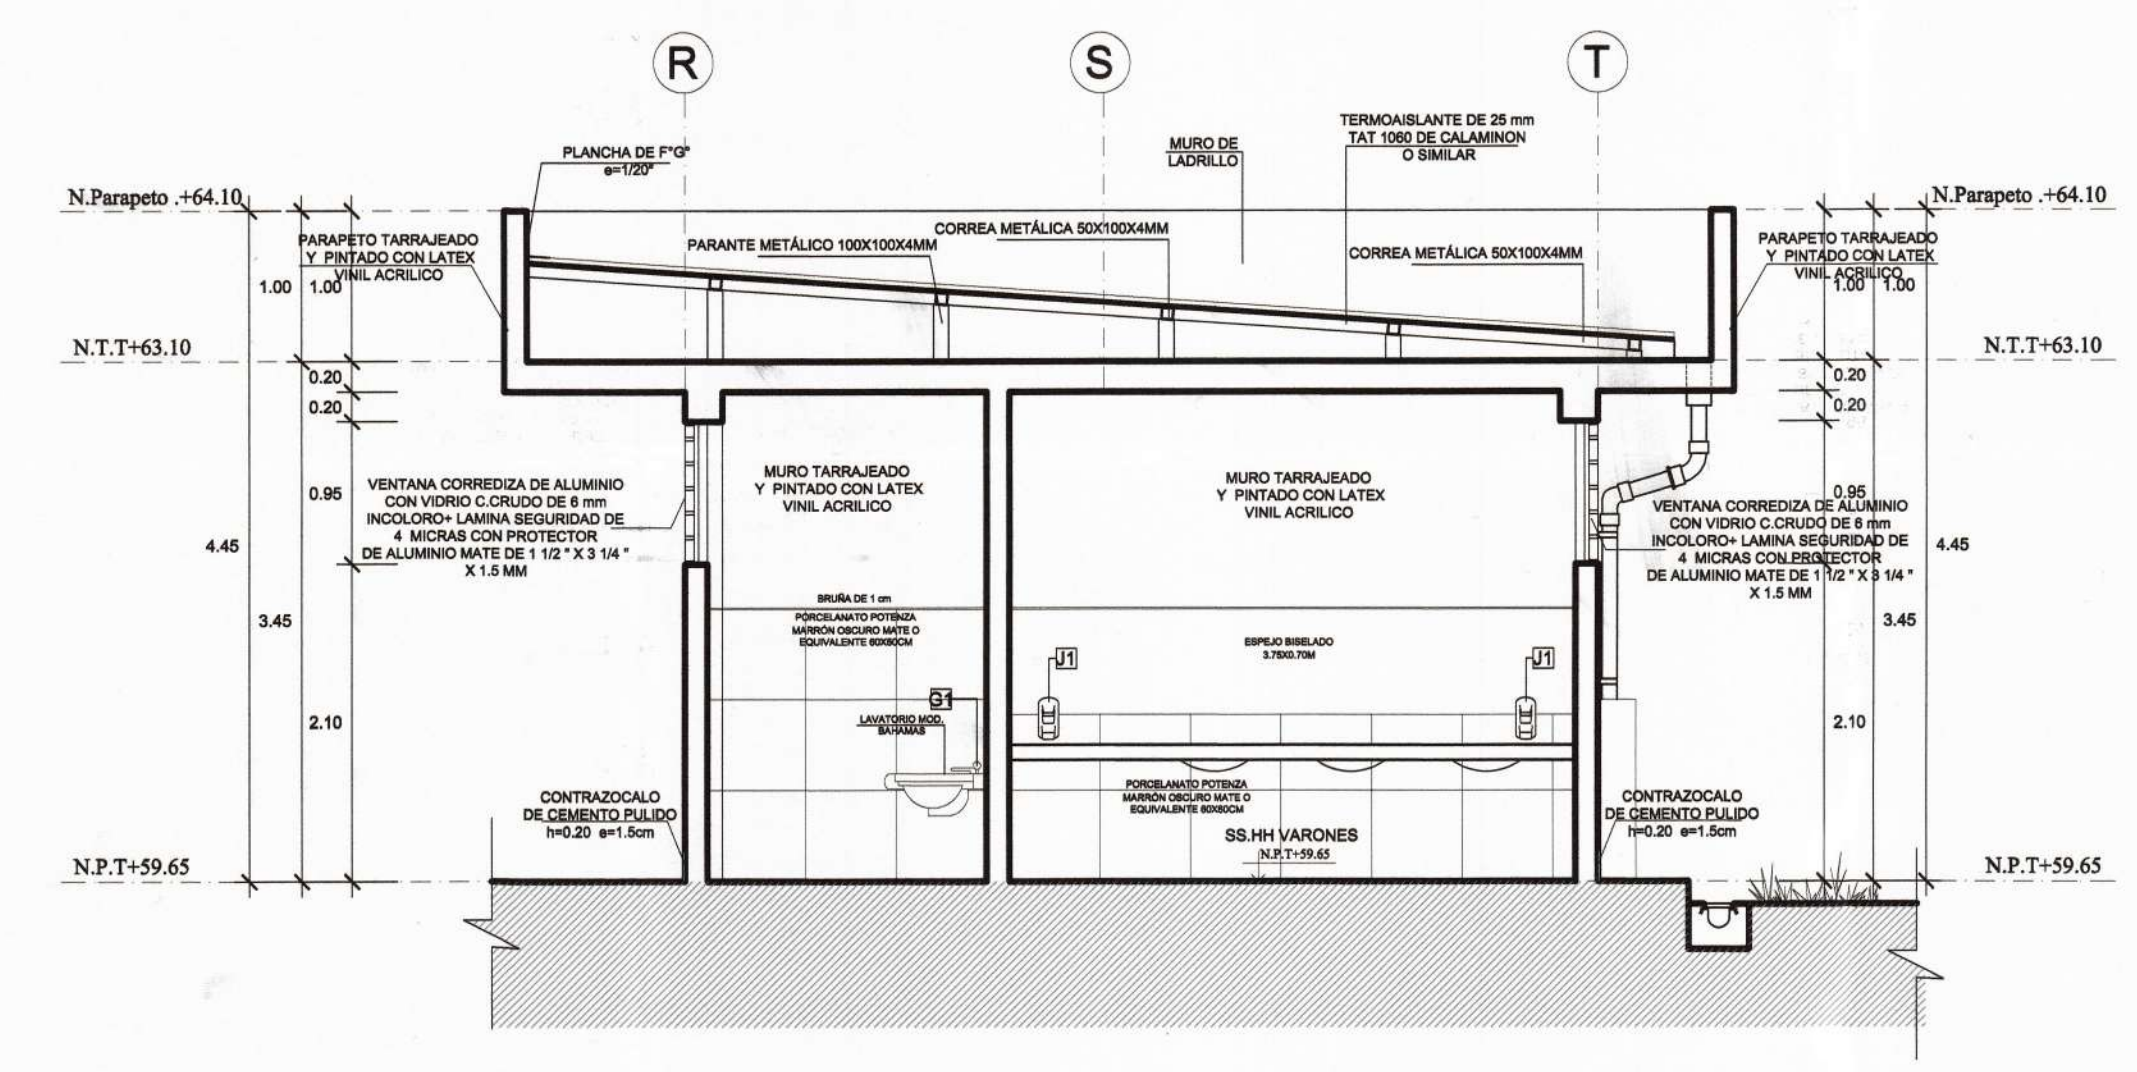 R
S
T
PLANCHA DE F°G°
e=1/20"
MURO DE
LADRILLO
TERMOAISLANTE DE 25 mm
TAT 1060 DE CALAMINON
O SIMILAR
N.Parapeto .+64.10
N.Parapeto .+64.10
PARAPETO TARRAJEADO
Y PINTADO CON LATEX
VINIL ACRILICO
PARANTE METÁLICO 100X100X4MM
CORREA METÁLICA 50X100X4MM
CORREA METÁLICA 50X100X4MM
PARAPETO TARRAJEADO
Y PINTADO CON LATEX
VINIL ACRILICO
1.00
1.00
1.00
1.00
N.T.T+63.10
N.T.T+63.10
0.20
0.20
0.20
0.20
0.95
0.95
4.45
4.45
3.45
3.45
2.10
2.10
VENTANA CORREDIZA DE ALUMINIO
CON VIDRIO C.CRUDO DE 6 mm
INCOLORO+ LAMINA SEGURIDAD DE
4 MICRAS CON PROTECTOR
DE ALUMINIO MATE DE 1 1/2 " X 3 1/4 "
X 1.5 MM
MURO TARRAJEADO
Y PINTADO CON LATEX
VINIL ACRILICO
MURO TARRAJEADO
Y PINTADO CON LATEX
VINIL ACRILICO
VENTANA CORREDIZA DE ALUMINIO
CON VIDRIO C.CRUDO DE 6 mm
INCOLORO+ LAMINA SEGURIDAD DE
4 MICRAS CON PROTECTOR
DE ALUMINIO MATE DE 1 1/2 " X 3 1/4 "
X 1.5 MM
BRUÑA DE 1 cm
PORCELANATO POTENZA
MARRÓN OSCURO MATE O
EQUIVALENTE 60X60CM
ESPEJO BISELADO
3.75X0.70M
J1
J1
G1
LAVATORIO MOD.
BAHAMAS
PORCELANATO POTENZA
MARRÓN OSCURO MATE O
EQUIVALENTE 60X60CM
CONTRAZOCALO
DE CEMENTO PULIDO
h=0.20 e=1.5cm
SS.HH VARONES
N.P.T+59.65
CONTRAZOCALO
DE CEMENTO PULIDO
h=0.20 e=1.5cm
N.P.T+59.65
N.P.T+59.65